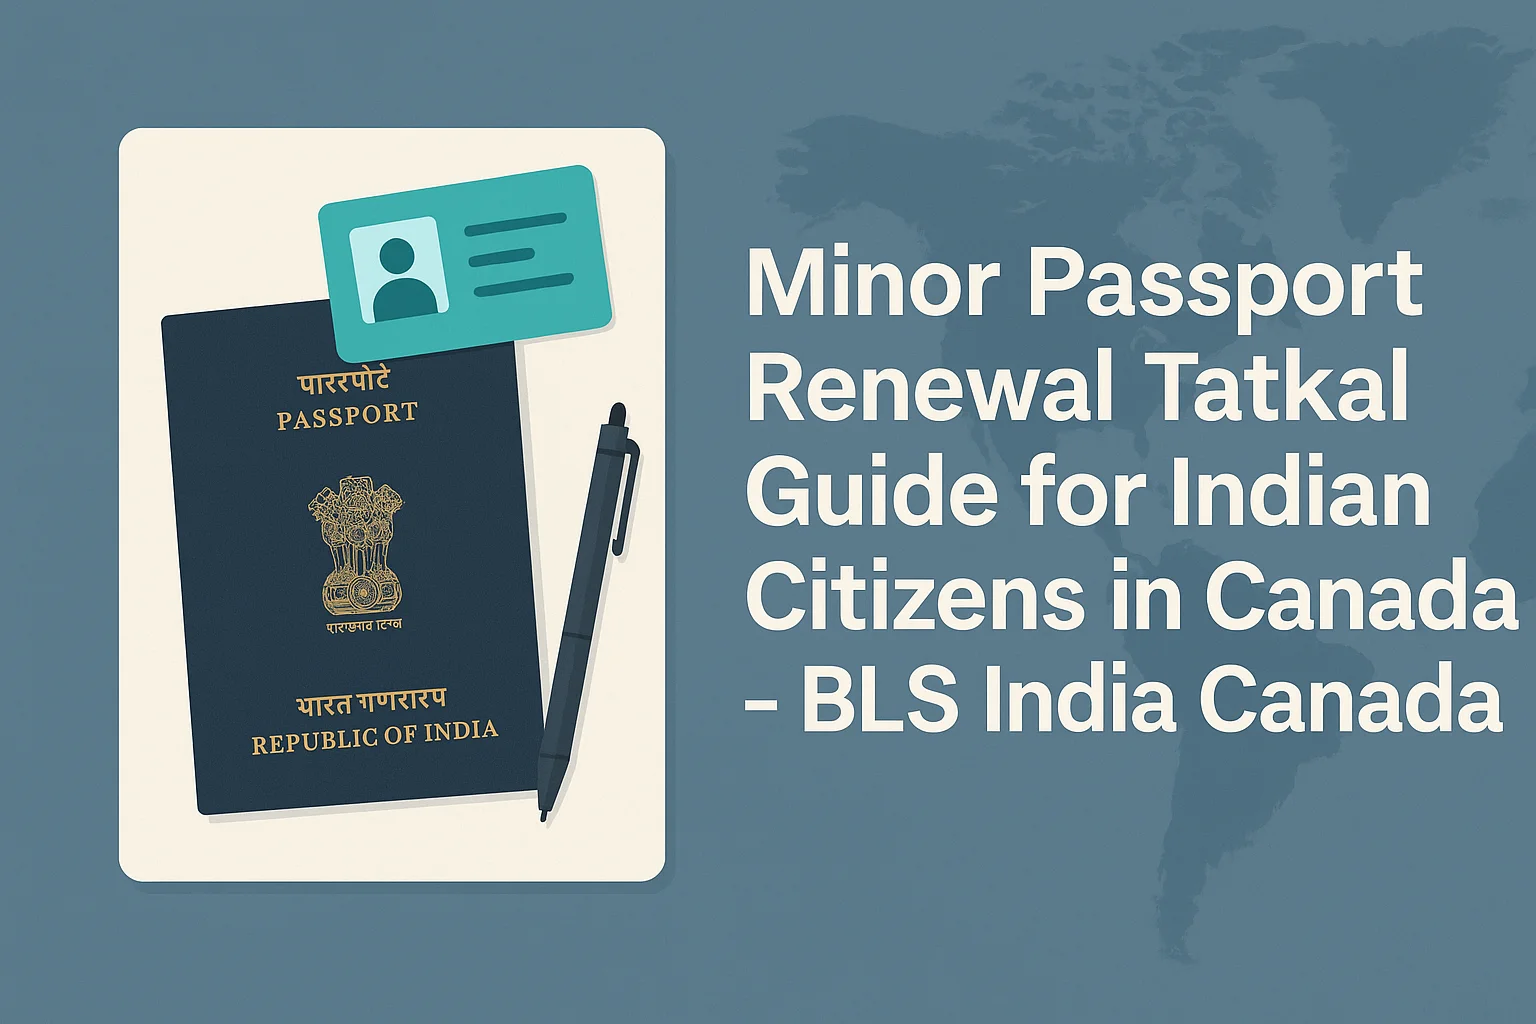 पाररपोटे
PASSPORT
भारत गणरारप
REPUBLIC OF INDIA
Minor Passport
Renewal Tatkal
Guide for Indian
Citizens in Canada
- BLS India Canada